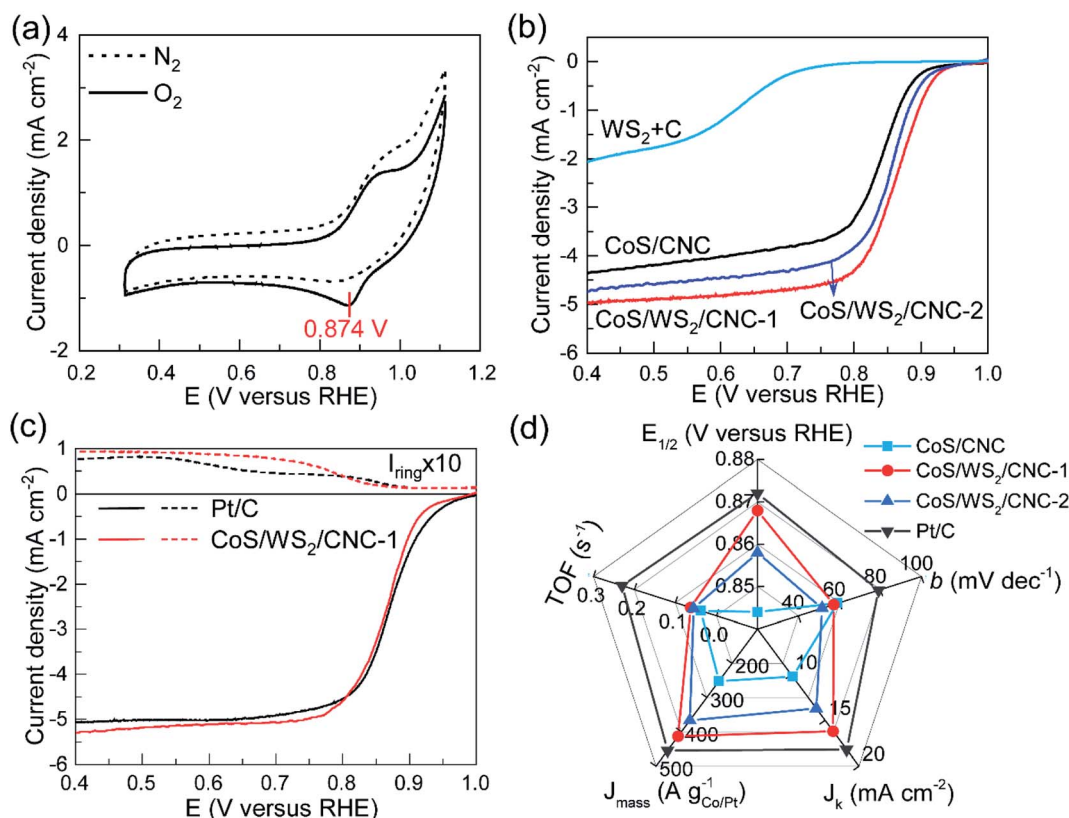 (a)
N₂
O₂
Current density (mA cm⁻²)
4
2
0
-2
0.874 V
0.2 0.4 0.6 0.8 1.0 1.2
E (V versus RHE)
(b)
Current density (mA cm⁻²)
0
-1
-2
-3
-4
-5
-6
WS₂+C
CoS/CNC
CoS/WS₂/CNC-1
CoS/WS₂/CNC-2
0.4 0.5 0.6 0.7 0.8 0.9 1.0
E (V versus RHE)
(c)
Current density (mA cm⁻²)
1
0
-1
-2
-3
-4
-5
-6
I_ring x10
Pt/C
CoS/WS₂/CNC-1
0.4 0.5 0.6 0.7 0.8 0.9 1.0
E (V versus RHE)
(d)
E₁/₂ (V versus RHE)
0.88
0.87
0.86
0.85
CoS/CNC
CoS/WS₂/CNC-1
CoS/WS₂/CNC-2
Pt/C
TOF (s⁻¹)
0.3 0.2 0.1 0.0
40 60 80 100
b (mV dec⁻¹)
200
300
400
500
10
15
20
J_mass (A g⁻¹_Co/Pt)
J_k (mA cm⁻²)